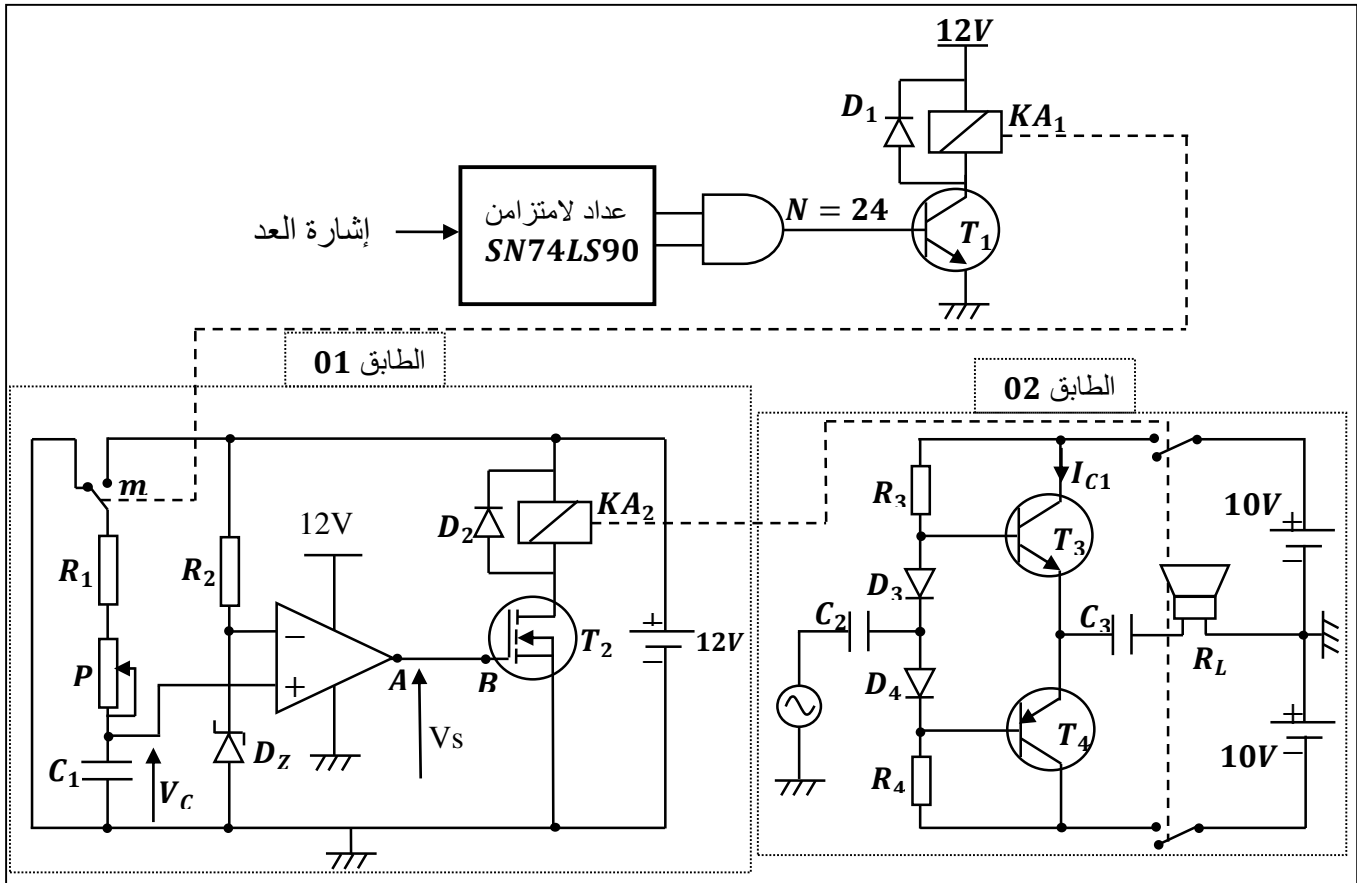 12V
D1
KA1
عداد لامتزامن
SN74LS90
إشارة العد
N = 24
T1
الطابق 01
الطابق 02
m
12V
D2
KA2
R1
R2
P
−
+
A
B
T2
Vs
DZ
C1
VC
+
−
12V
R3
IC1
T3
D3
C2
D4
C3
RL
T4
R4
10V
+
−
10V
+
−